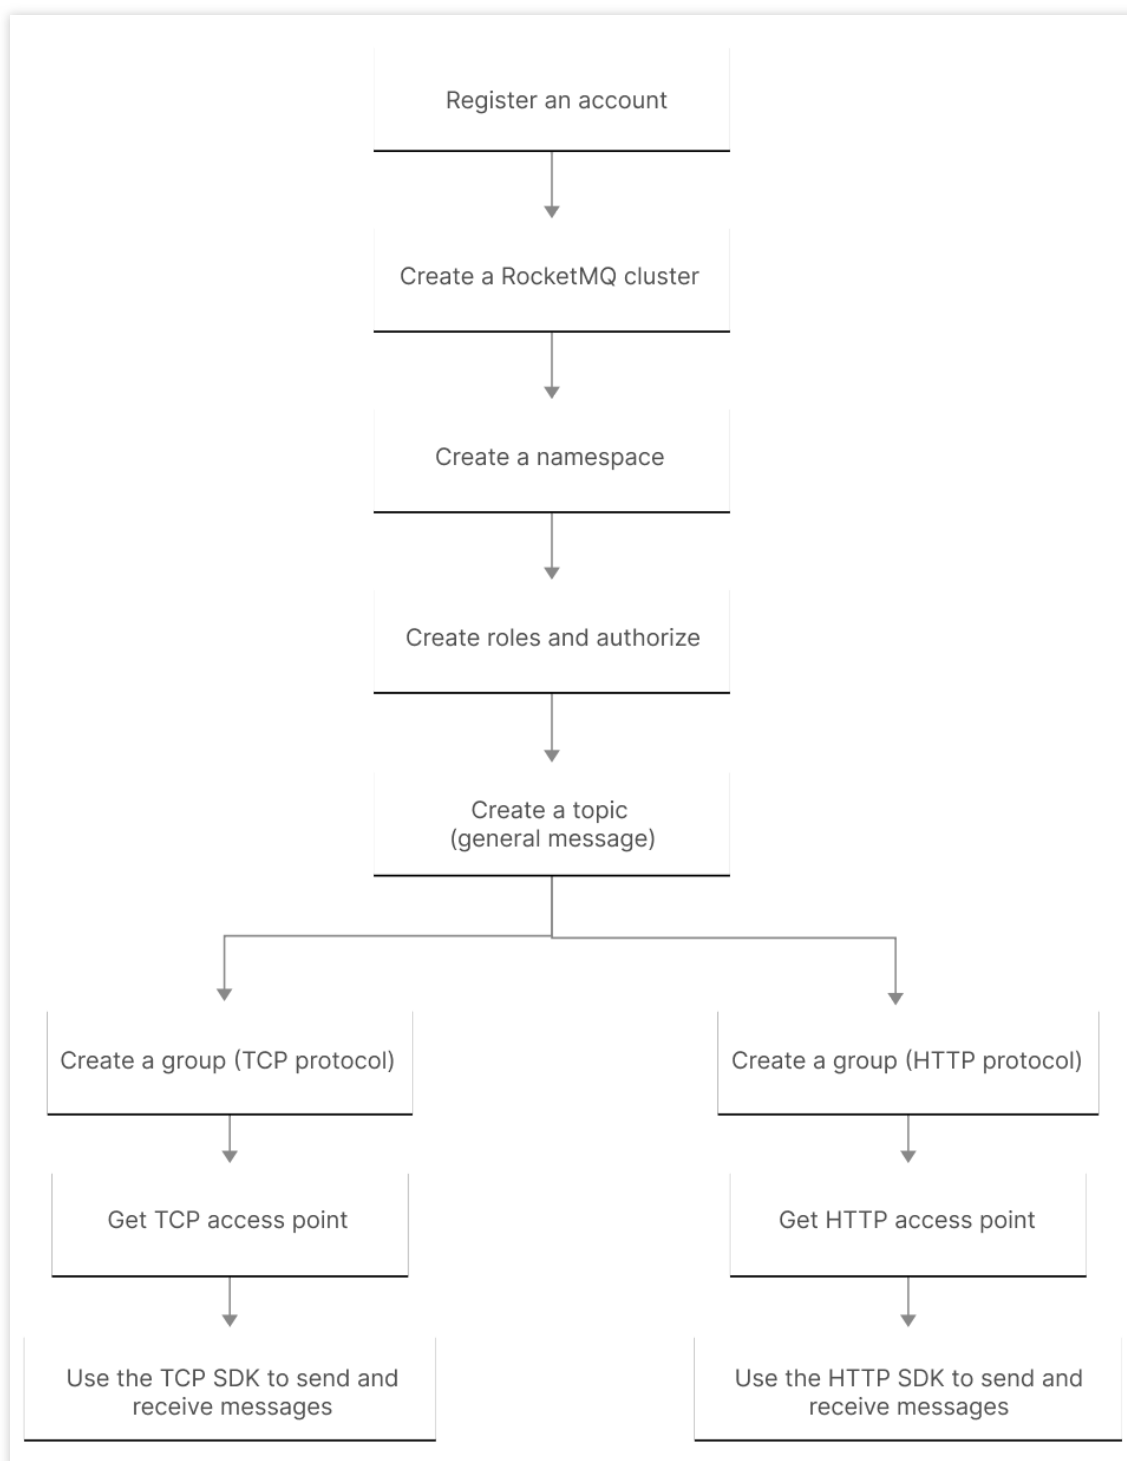 Register an account
Create a RocketMQ cluster
Create a namespace
Create roles and authorize
Create a topic
(general message)
Create a group (TCP protocol)
Create a group (HTTP protocol)
Get TCP access point
Get HTTP access point
Use the TCP SDK to send and
receive messages
Use the HTTP SDK to send and
receive messages